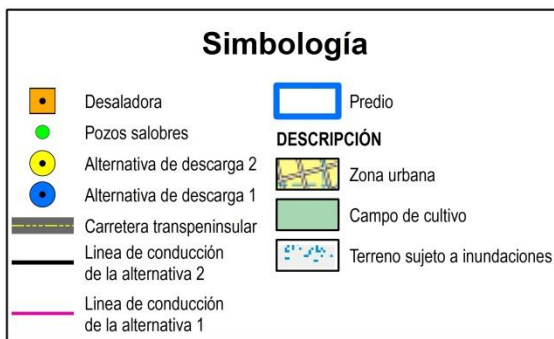 Simbología
Desaladora
Pozos salobres
Alternativa de descarga 2
Alternativa de descarga 1
Carretera transpeninsular
Linea de conducción
de la alternativa 2
Linea de conducción
de la alternativa 1
Predio
DESCRIPCIÓN
Zona urbana
Campo de cultivo
Terreno sujeto a inundaciones